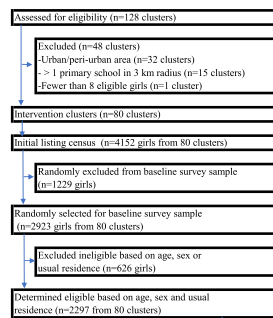 Assessed for eligibility (n=128 clusters)
Excluded (n=48 clusters)
-Urban/peri-urban area (n=32 clusters)
- > 1 primary school in 3 km radius (n=15 clusters)
-Fewer than 8 eligible girls (n=1 cluster)
Intervention clusters (n=80 clusters)
Initial listing census  (n=4152 girls from 80 clusters)
Randomly excluded from baseline survey sample
(n=1229 girls)
Randomly selected for baseline survey sample
(n=2923 girls from 80 clusters)
Excluded ineligible based on age, sex or
usual residence (n=626 girls)
Determined eligible based on age, sex and usual
residence (n=2297 from 80 clusters)